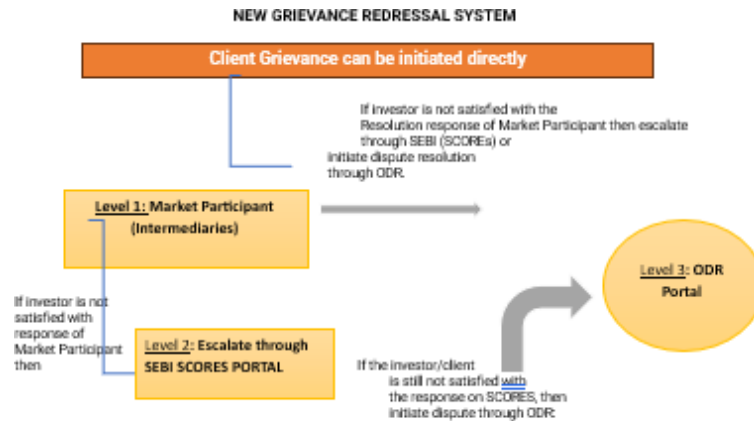 NEW GRIEVANCE REDRESSAL SYSTEM
Client Grievance can be initiated directly
If investor is not satisfied with the
Resolution response of Market Participant then escalate
through SEBI (SCOREs) or
initiate dispute resolution
through ODR.
Level 1: Market Participant
(Intermediaries)
Level 3: ODR
Portal
If investor is not
satisfied with
response of
Market Participant
then
Level 2: Escalate through
SEBI SCORES PORTAL
If the investor/client
is still not satisfied with
the response on SCORES, then
initiate dispute through ODR: